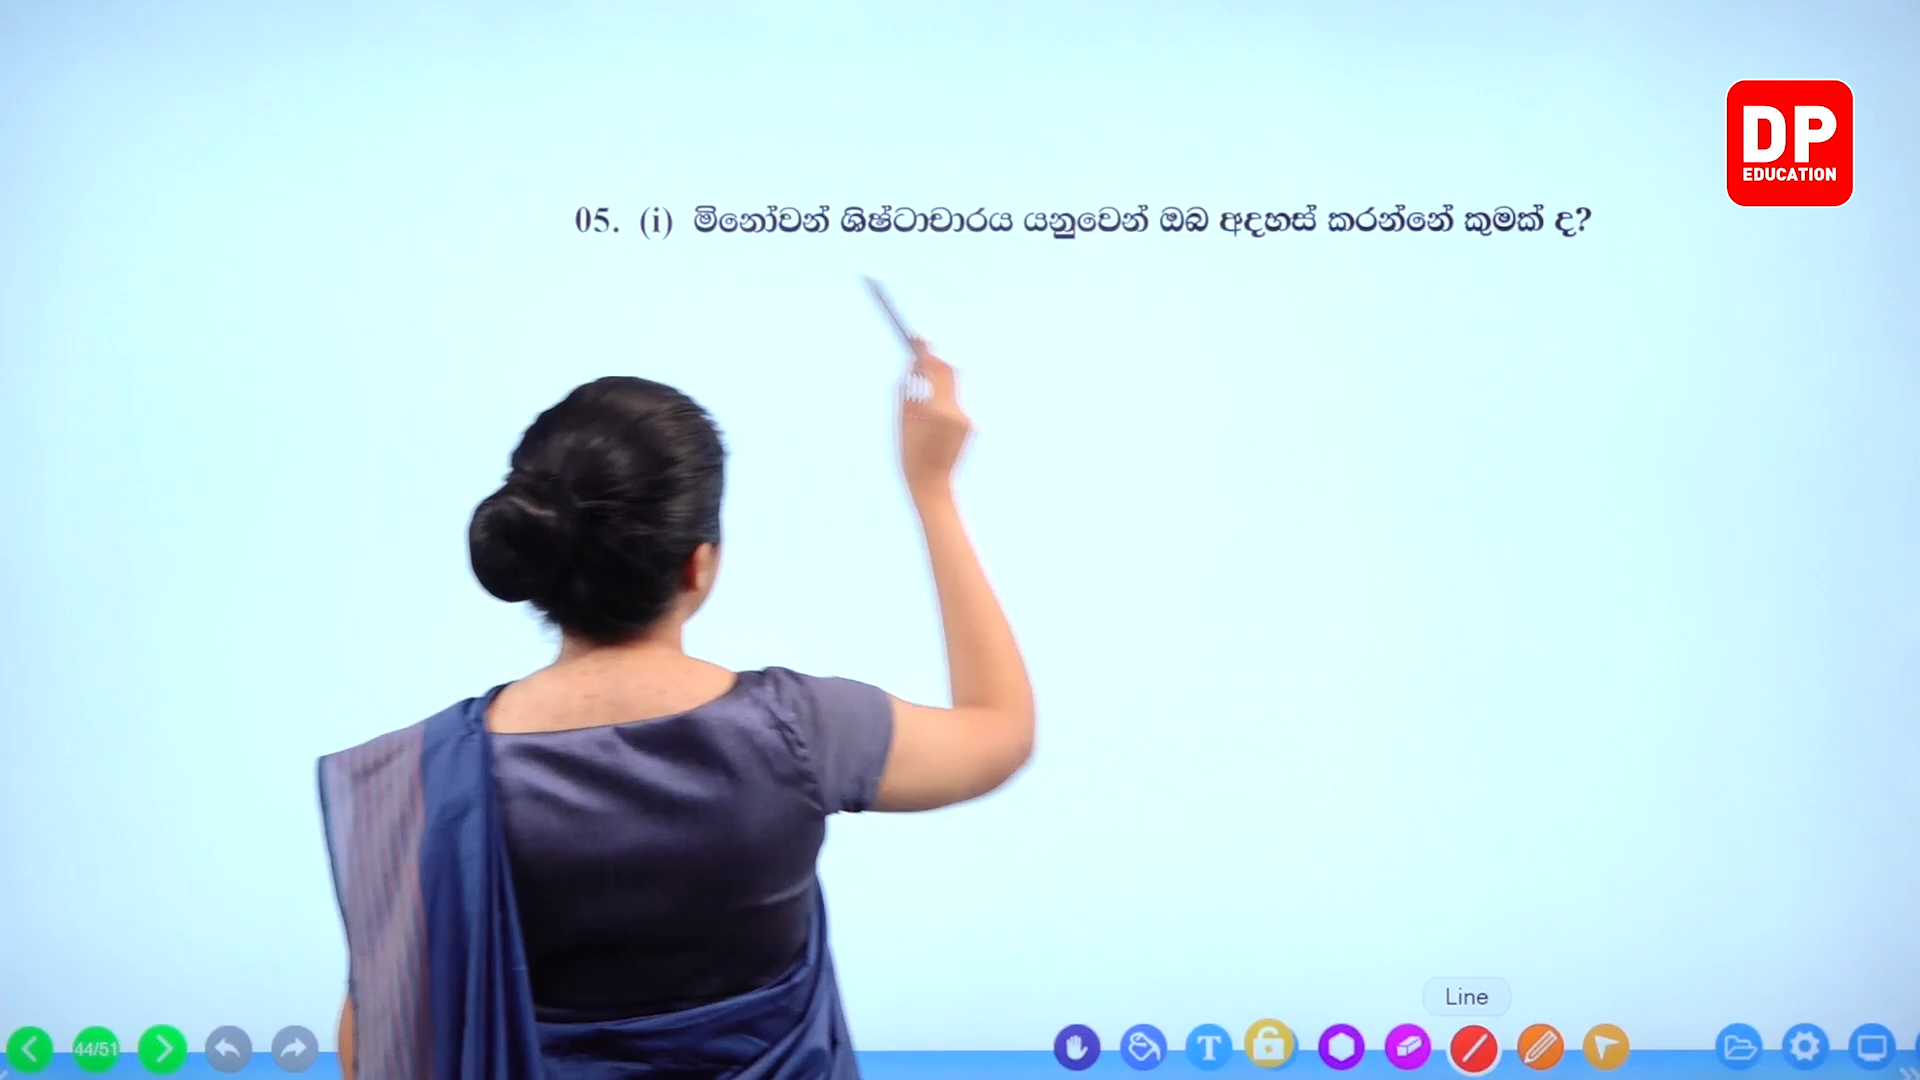 DP
EDUCATION
05. (i) මිනෝවන් ශිෂ්ටාචාරය යනුවෙන් ඔබ අදහස් කරන්නේ කුමක් ද?
Line
44/51
T